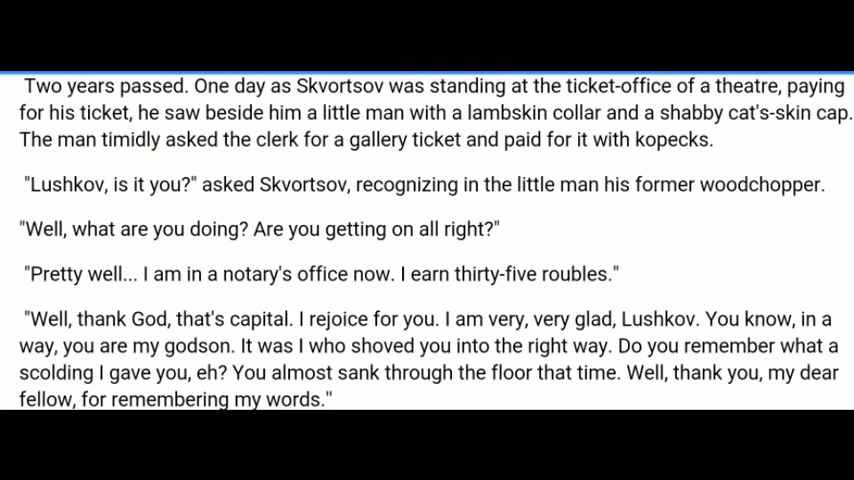 Two years passed. One day as Skvortsov was standing at the ticket-office of a theatre, paying
for his ticket, he saw beside him a little man with a lambskin collar and a shabby cat's-skin cap.
The man timidly asked the clerk for a gallery ticket and paid for it with kopecks.
"Lushkov, is it you?" asked Skvortsov, recognizing in the little man his former woodchopper.
"Well, what are you doing? Are you getting on all right?"
"Pretty well... I am in a notary's office now. I earn thirty-five roubles."
"Well, thank God, that's capital. I rejoice for you. I am very, very glad, Lushkov. You know, in a
way, you are my godson. It was I who shoved you into the right way. Do you remember what a
scolding I gave you, eh? You almost sank through the floor that time. Well, thank you, my dear
fellow, for remembering my words."